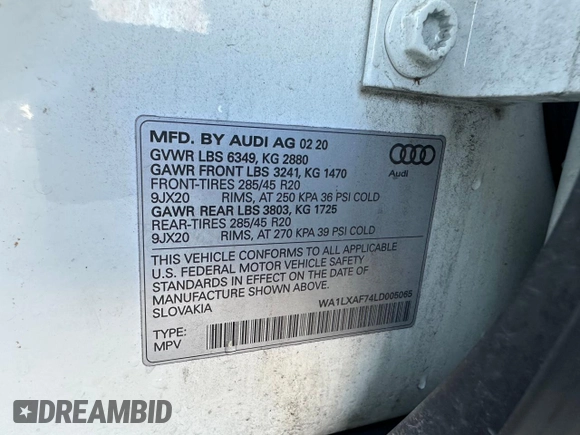 MFD. BY AUDI AG 02 20
GVWR LBS 6349, KG 2880
GAWR FRONT LBS 3241, KG 1470
FRONT-TIRES 285/45 R20
9JX20 RIMS, AT 250 KPA 36 PSI COLD
GAWR REAR LBS 3803, KG 1725
REAR-TIRES 285/45 R20
9JX20 RIMS, AT 270 KPA 39 PSI COLD
Audi
THIS VEHICLE CONFORMS TO ALL APPLICABLE
U.S. FEDERAL MOTOR VEHICLE SAFETY
STANDARDS IN EFFECT ON THE DATE OF
MANUFACTURE SHOWN ABOVE.
SLOVAKIA
WA1LXAF74LD005065
TYPE:
MPV
DREAMBID